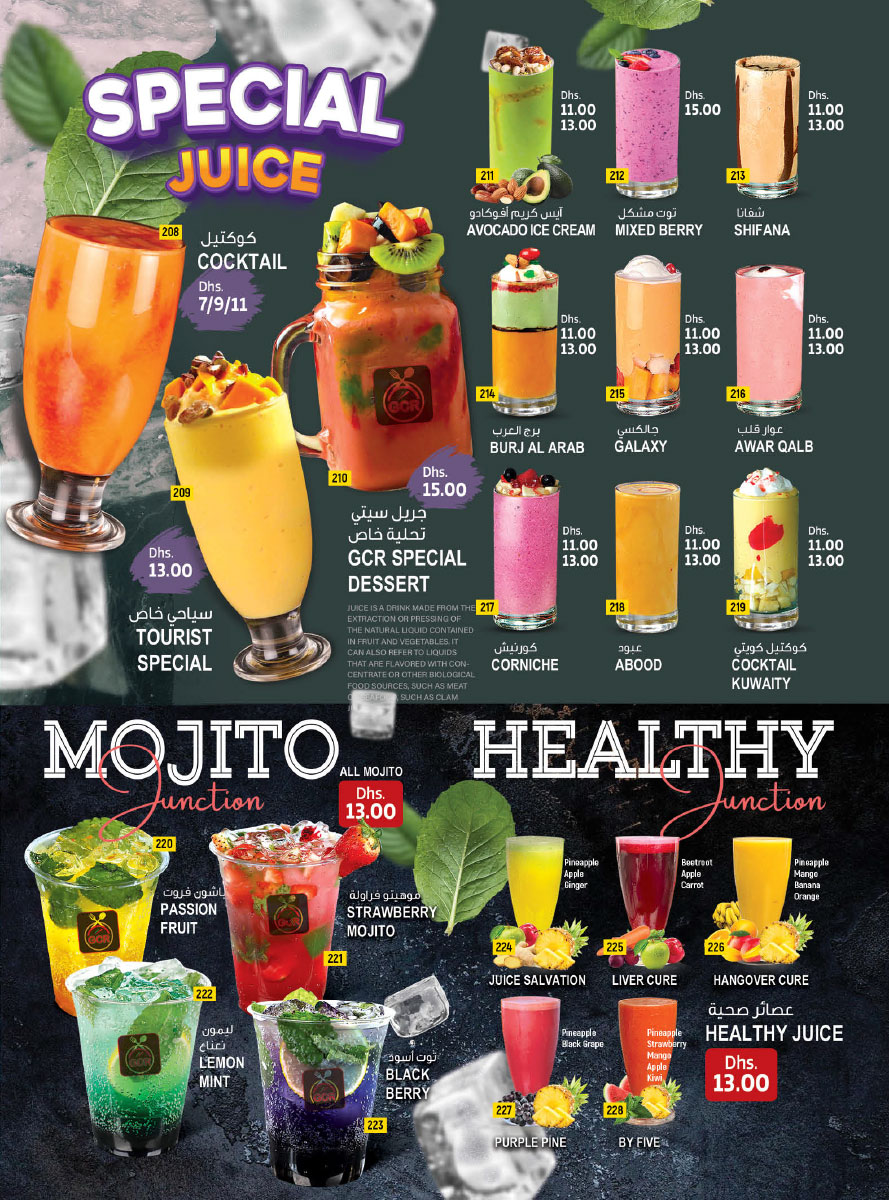 SPECIAL
JUICE
208
كوكتيل
COCKTAIL
Dhs.
7/9/11
209
Dhs.
13.00
سياحي خاص
TOURIST
SPECIAL
GCR
210
Dhs.
15.00
جريل سيتي
تحلية خاص
GCR SPECIAL
DESSERT
JUICE IS A DRINK MADE FROM THE
EXTRACTION OR PRESSING OF
THE NATURAL LIQUID CONTAINED
IN FRUIT AND VEGETABLES. IT
CAN ALSO REFER TO LIQUIDS
THAT ARE FLAVORED WITH CON-
CENTRATE OR OTHER BIOLOGICAL
FOOD SOURCES, SUCH AS MEAT
SUCH AS CLAM
211
Dhs.
11.00
13.00
آيس كريم أفوكادو
AVOCADO ICE CREAM
212
Dhs.
15.00
توت مشكل
MIXED BERRY
213
Dhs.
11.00
13.00
شفانا
SHIFANA
214
Dhs.
11.00
13.00
برج العرب
BURJ AL ARAB
215
Dhs.
11.00
13.00
جالكسي
GALAXY
216
Dhs.
11.00
13.00
عوار قلب
AWAR QALB
217
Dhs.
11.00
13.00
كورنيش
CORNICHE
218
Dhs.
11.00
13.00
عبود
ABOOD
219
Dhs.
11.00
13.00
كوكتيل كويتي
COCKTAIL
KUWAITY
MOJITO
Junction
ALL MOJITO
Dhs.
13.00
220
GCR
باشون فروت
PASSION
FRUIT
GCR
221
موهيتو فراولة
STRAWBERRY
MOJITO
222
GCR
ليمون
نعناع
LEMON
MINT
GCR
223
توت أسود
BLACK
BERRY
HEALTHY
Junction
Pineapple
Apple
Ginger
224
JUICE SALVATION
Beetroot
Apple
Carrot
225
LIVER CURE
Pineapple
Mango
Banana
Orange
226
HANGOVER CURE
Pineapple
Black Grape
227
PURPLE PINE
Pineapple
Strawberry
Mango
Apple
Kiwi
228
BY FIVE
عصائر صحية
HEALTHY JUICE
Dhs.
13.00